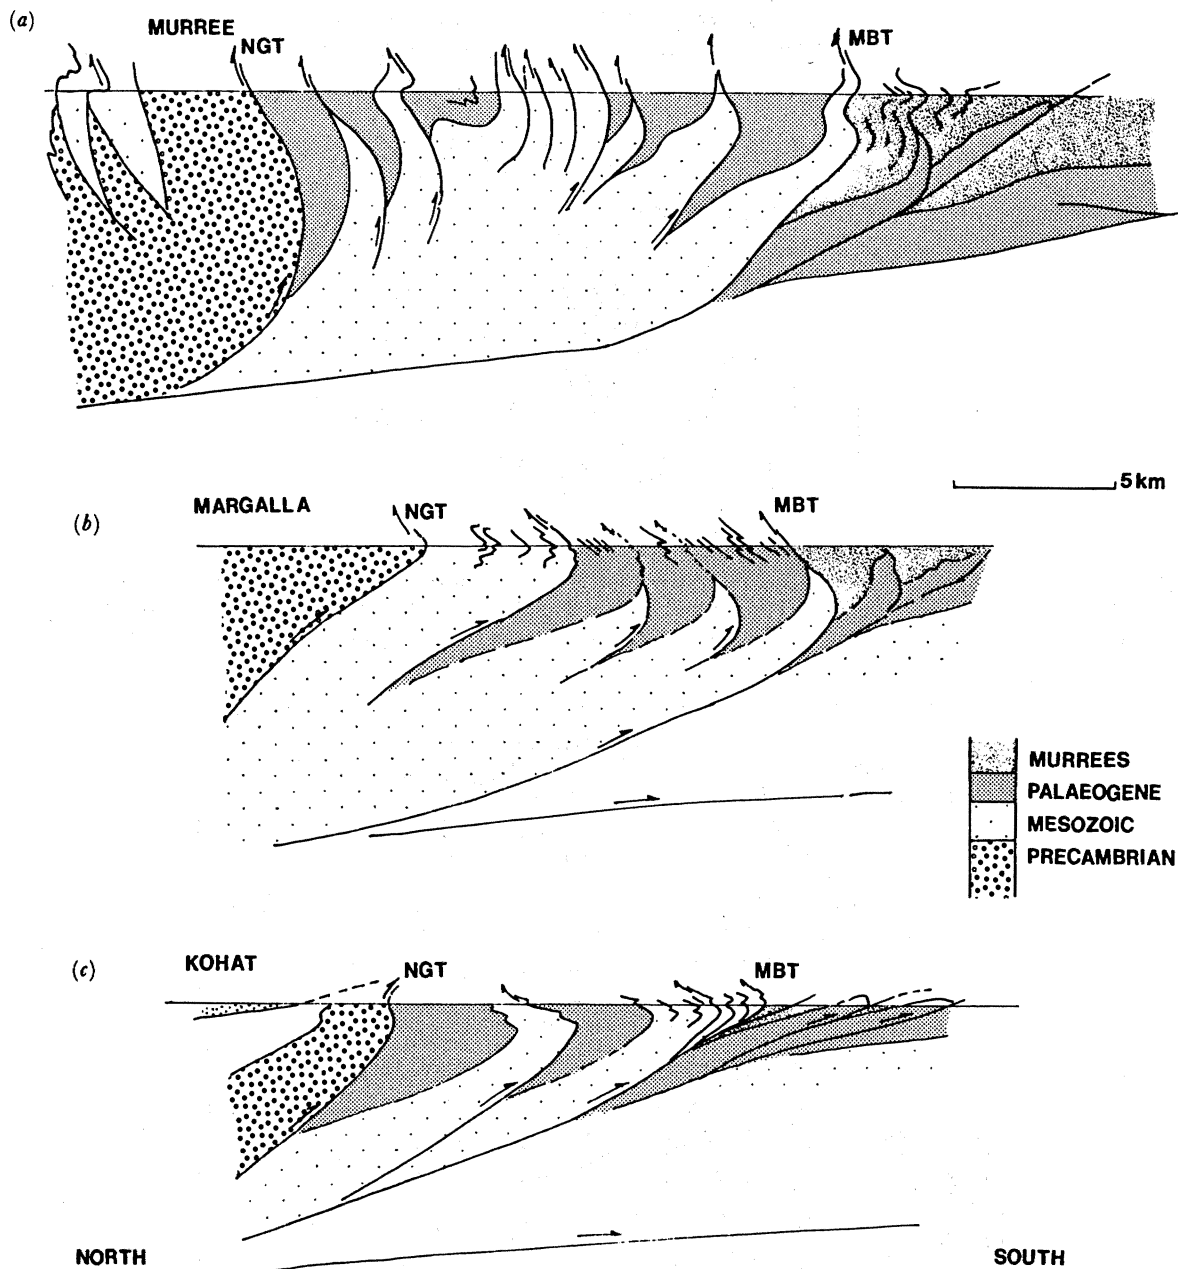 (a)
MURREE
NGT
MBT
5 km
(b)
MARGALLA
NGT
MBT
MURREES
PALAEOGENE
MESOZOIC
PRECAMBRIAN
(c)
KOHAT
NGT
MBT
NORTH
SOUTH